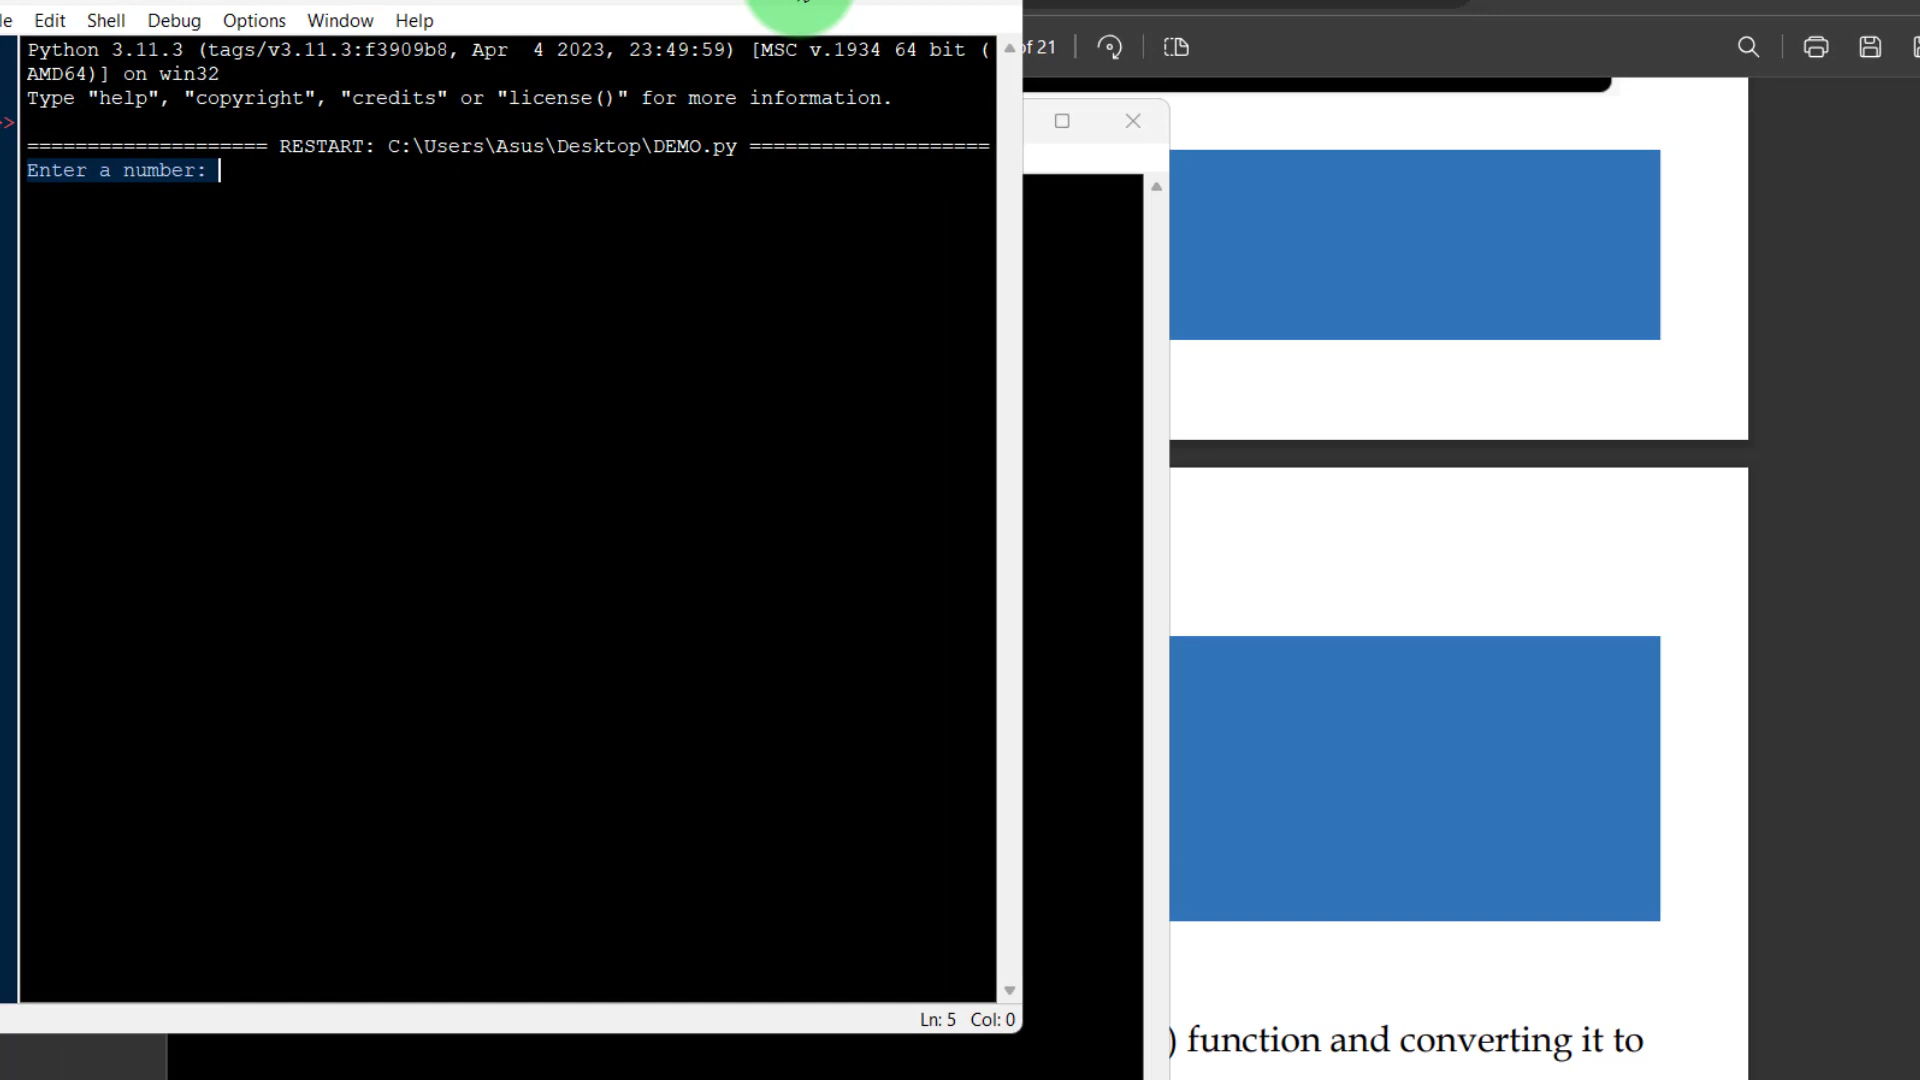 le Edit Shell Debug Options Window Help
Python 3.11.3 (tags/v3.11.3:f3909b8, Apr  4 2023, 23:49:59) [MSC v.1934 64 bit (
AMD64)] on win32
Type "help", "copyright", "credits" or "license()" for more information.
>
==================== RESTART: C:\Users\Asus\Desktop\DEMO.py ====================
Enter a number:
Ln: 5 Col: 0
of 21
) function and converting it to